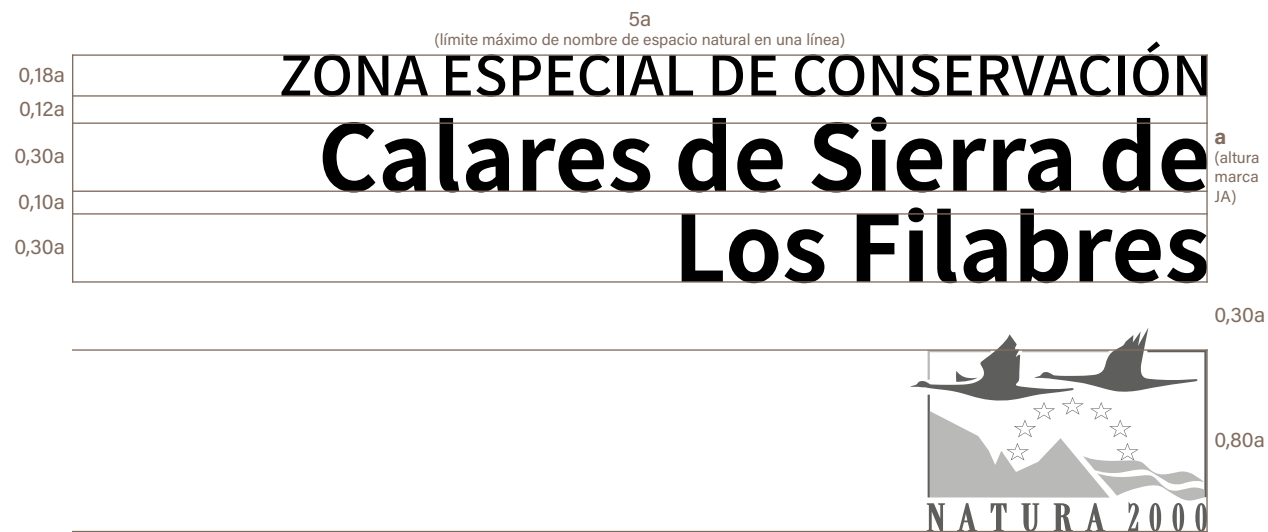 5a
(límite máximo de nombre de espacio natural en una línea)
0,18a
ZONA ESPECIAL DE CONSERVACIÓN
0,12a
0,30a
Calares de Sierra de
a
(altura
marca
JA)
0,10a
0,30a
Los Filabres
0,30a
0,80a
NATURA 2000